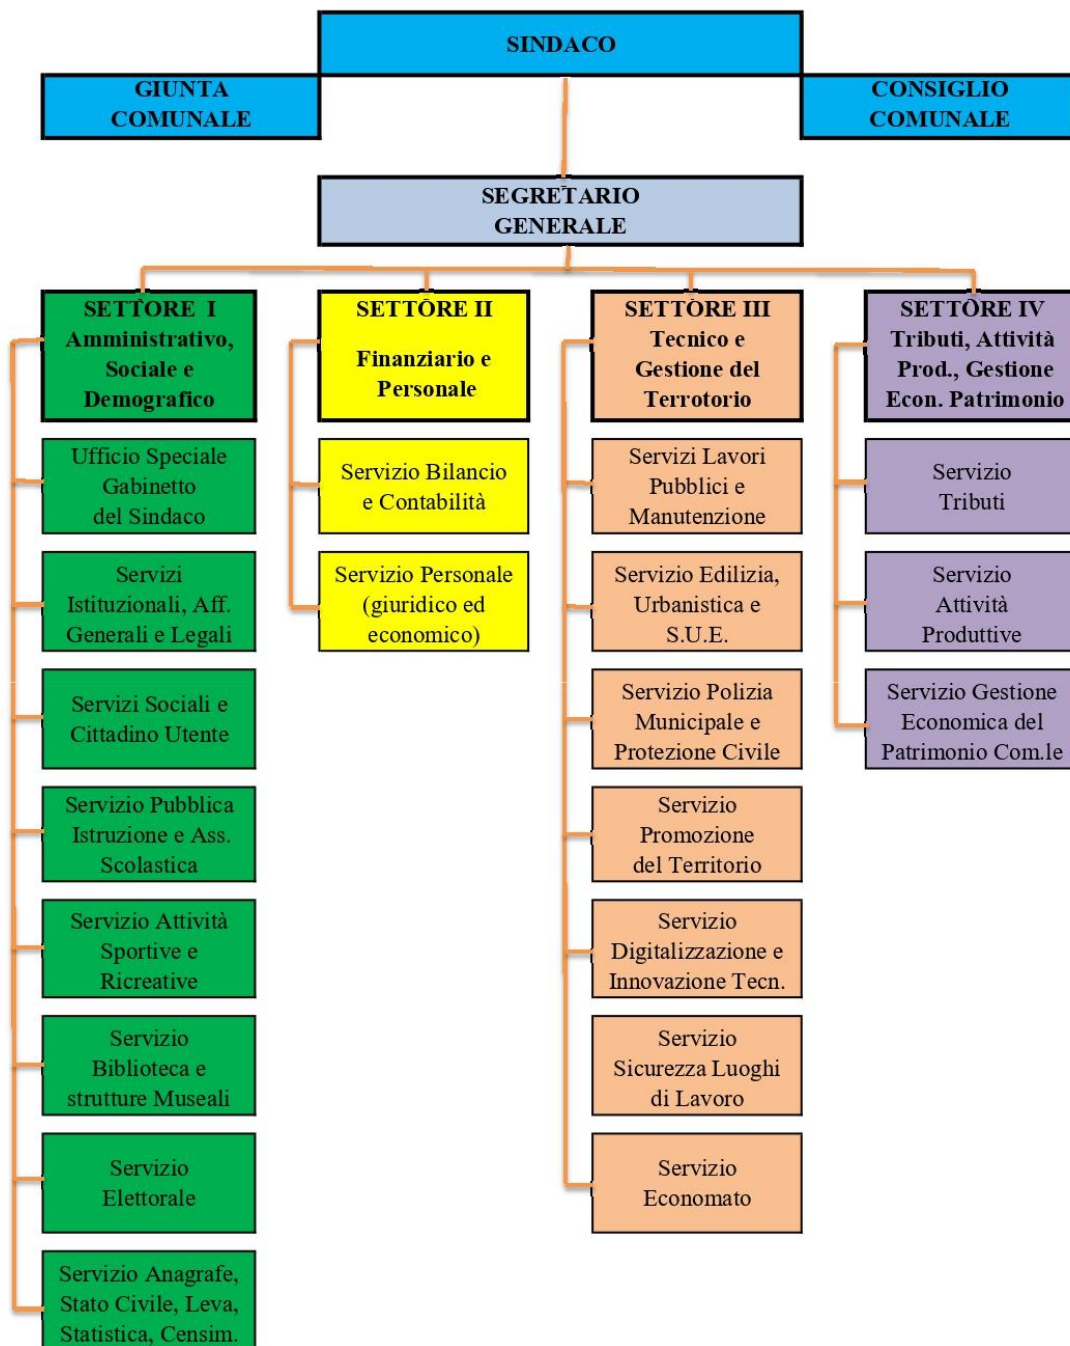 SINDACO
GIUNTA
COMUNALE
CONSIGLIO
COMUNALE
SEGRETARIO
GENERALE
SETTORE I
Amministrativo,
Sociale e
Demografico
Ufficio Speciale
Gabinetto
del Sindaco
Servizi
Istituzionali, Aff.
Generali e Legali
Servizi Sociali e
Cittadino Utente
Servizio Pubblica
Istruzione e Ass.
Scolastica
Servizio Attività
Sportive e
Ricreative
Servizio
Biblioteca e
strutture Museali
Servizio
Elettorale
Servizio Anagrafe,
Stato Civile, Leva,
Statistica, Censim.
SETTORE II
Finanziario e
Personale
Servizio Bilancio
e Contabilità
Servizio Personale
(giuridico ed
economico)
SETTORE III
Tecnico e
Gestione del
Terrotorio
Servizi Lavori
Pubblici e
Manutenzione
Servizio Edilizia,
Urbanistica e
S.U.E.
Servizio Polizia
Municipale e
Protezione Civile
Servizio
Promozione
del Territorio
Servizio
Digitalizzazione e
Innovazione Tecn.
Servizio
Sicurezza Luoghi
di Lavoro
Servizio
Economato
SETTORE IV
Tributi, Attività
Prod., Gestione
Econ. Patrimonio
Servizio
Tributi
Servizio
Attività
Produttive
Servizio Gestione
Economica del
Patrimonio Com.le